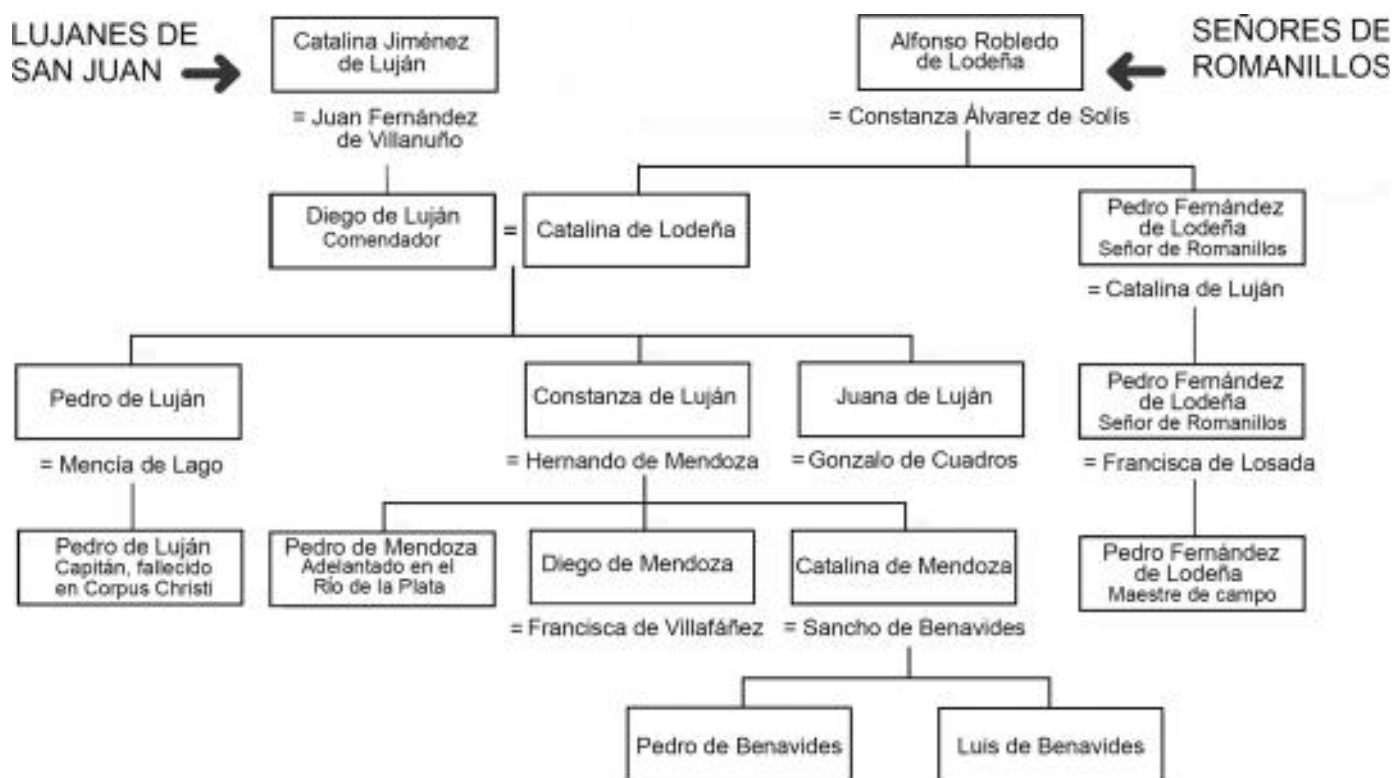 LUJANES DE
SAN JUAN
Catalina Jiménez
de Luján
Alfonso Robledo
de Lodeña
SEÑORES DE
ROMANILLOS
= Juan Fernández
de Villanuño
= Constanza Álvarez de Solís
Diego de Luján
Comendador
=
Catalina de Lodeña
Pedro Fernández
de Lodeña
Señor de Romanillos
= Catalina de Luján
Pedro de Luján
Constanza de Luján
Juana de Luján
Pedro Fernández
de Lodeña
Señor de Romanillos
= Mencía de Lago
= Hernando de Mendoza
= Gonzalo de Cuadros
= Francisca de Losada
Pedro de Luján
Capitán, fallecido
en Corpus Christi
Pedro de Mendoza
Adelantado en el
Río de la Plata
Diego de Mendoza
Catalina de Mendoza
Pedro Fernández
de Lodeña
Maestre de campo
= Francisca de Villafáñez
= Sancho de Benavides
Pedro de Benavides
Luis de Benavides